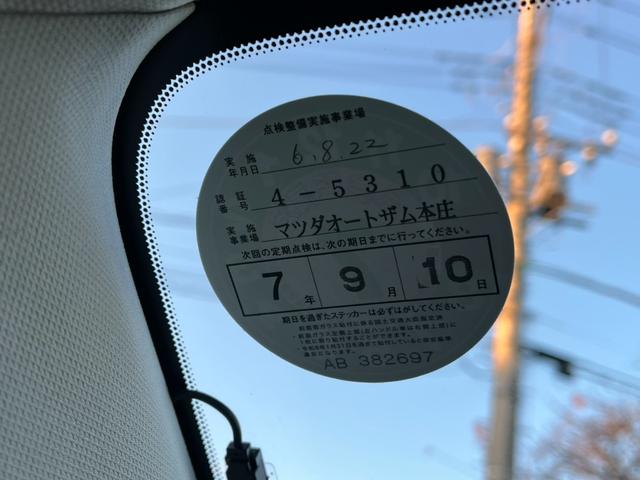 点検整備実施事業場
実施年月日 6.8.22
認証番号 4-5310
実施事業場 マツダオートザム本庄
次回の定期点検は、次の期日までに行ってください。
7年 9月 10日
期日を過ぎたステッカーは必ずはがしてください。
AB 382697